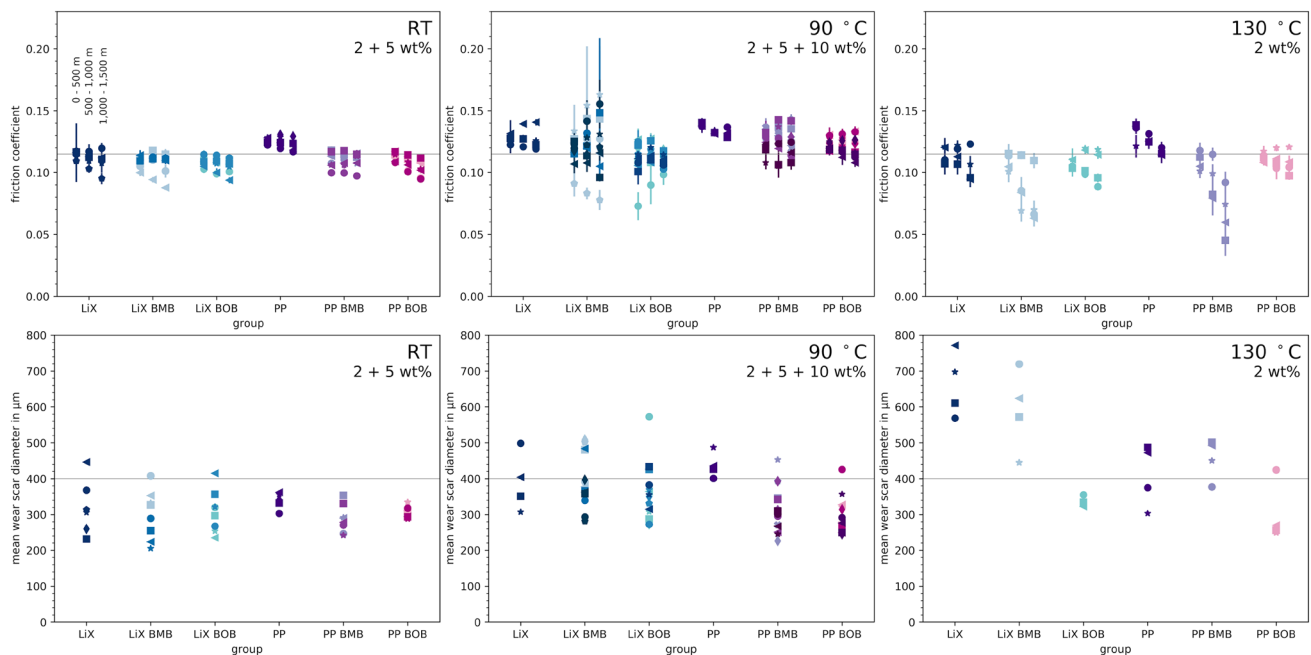 RT
2 + 5 wt%
0 - 500 m
500 - 1,000 m
1,000 - 1,500 m
friction coefficient
0.20
0.15
0.10
0.05
0.00
LiX
LiX BMB
LiX BOB
PP
PP BMB
PP BOB
group
90 °C
2 + 5 + 10 wt%
friction coefficient
0.20
0.15
0.10
0.05
0.00
LiX
LiX BMB
LiX BOB
PP
PP BMB
PP BOB
group
130 °C
2 wt%
friction coefficient
0.20
0.15
0.10
0.05
0.00
LiX
LiX BMB
LiX BOB
PP
PP BMB
PP BOB
group
RT
2 + 5 wt%
mean wear scar diameter in μm
800
700
600
500
400
300
200
100
0
LiX
LiX BMB
LiX BOB
PP
PP BMB
PP BOB
group
90 °C
2 + 5 + 10 wt%
mean wear scar diameter in μm
800
700
600
500
400
300
200
100
0
LiX
LiX BMB
LiX BOB
PP
PP BMB
PP BOB
group
130 °C
2 wt%
mean wear scar diameter in μm
800
700
600
500
400
300
200
100
0
LiX
LiX BMB
LiX BOB
PP
PP BMB
PP BOB
group